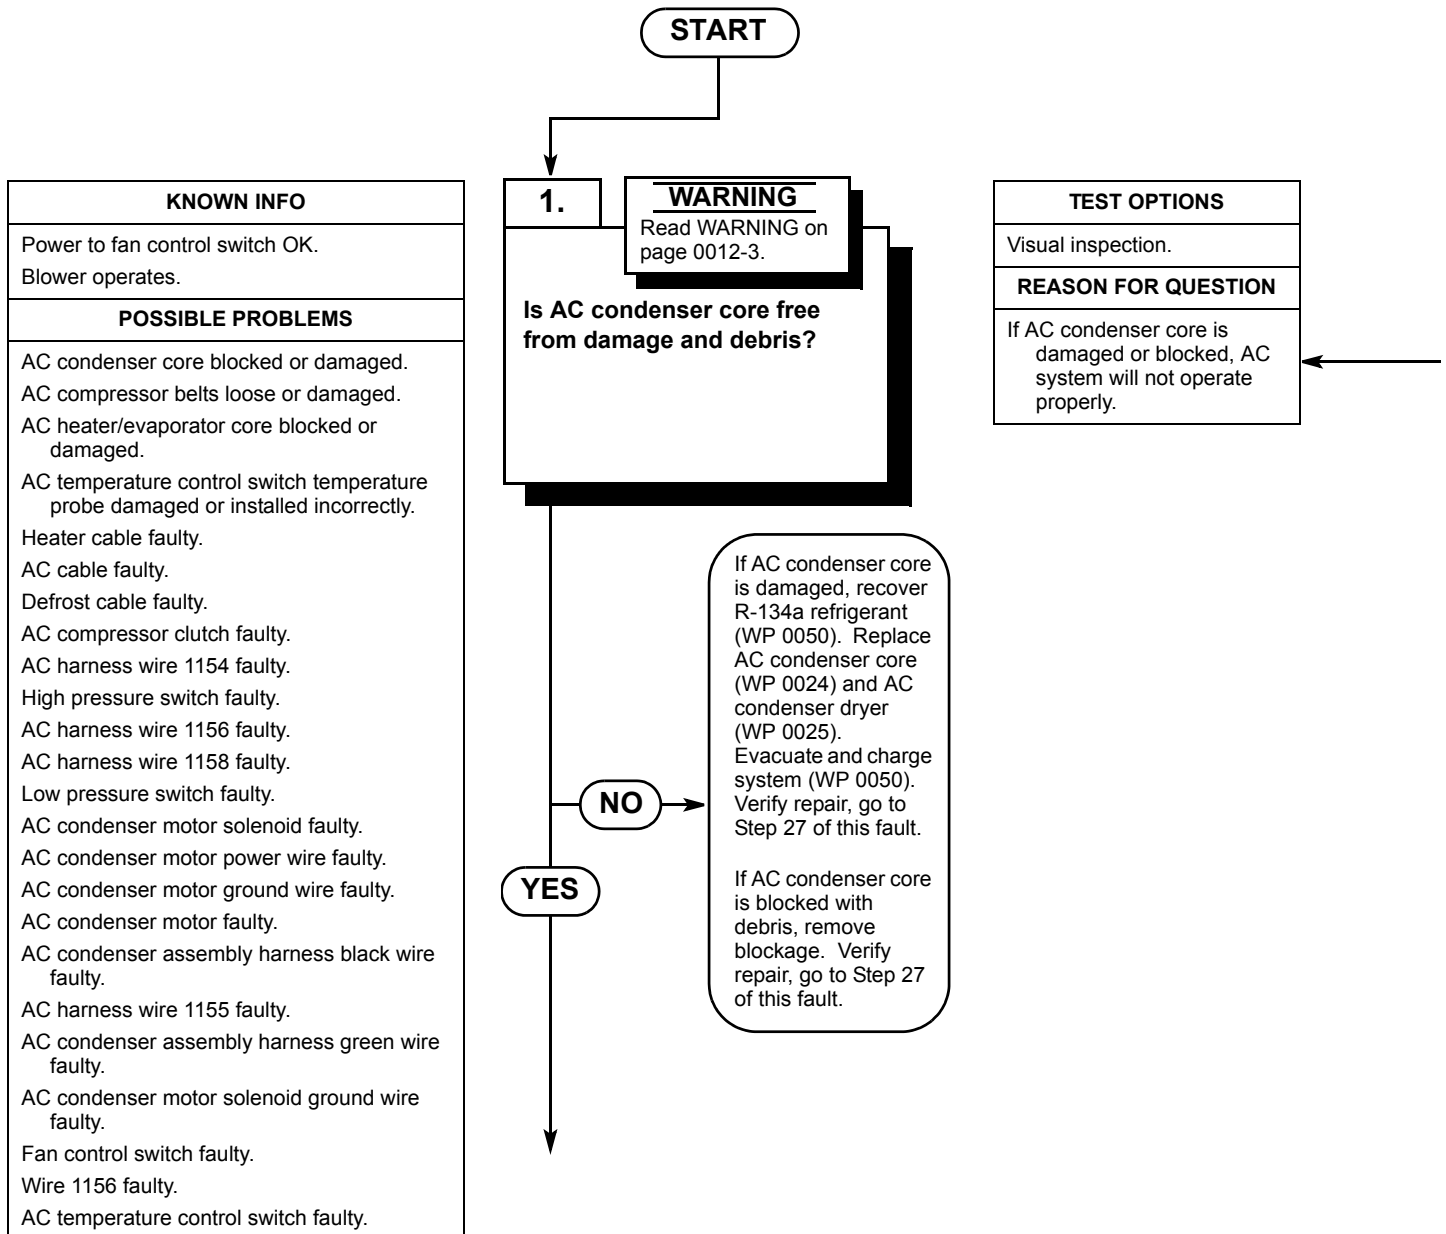 START
KNOWN INFO
Power to fan control switch OK.
Blower operates.
POSSIBLE PROBLEMS
AC condenser core blocked or damaged.
AC compressor belts loose or damaged.
AC heater/evaporator core blocked or
damaged.
AC temperature control switch temperature
probe damaged or installed incorrectly.
Heater cable faulty.
AC cable faulty.
Defrost cable faulty.
AC compressor clutch faulty.
AC harness wire 1154 faulty.
High pressure switch faulty.
AC harness wire 1156 faulty.
AC harness wire 1158 faulty.
Low pressure switch faulty.
AC condenser motor solenoid faulty.
AC condenser motor power wire faulty.
AC condenser motor ground wire faulty.
AC condenser motor faulty.
AC condenser assembly harness black wire
faulty.
AC harness wire 1155 faulty.
AC condenser assembly harness green wire
faulty.
AC condenser motor solenoid ground wire
faulty.
Fan control switch faulty.
Wire 1156 faulty.
AC temperature control switch faulty.
1.
WARNING
Read WARNING on
page 0012-3.
Is AC condenser core free
from damage and debris?
NO
If AC condenser core
is damaged, recover
R-134a refrigerant
(WP 0050). Replace
AC condenser core
(WP 0024) and AC
condenser dryer
(WP 0025).
Evacuate and charge
system (WP 0050).
Verify repair, go to
Step 27 of this fault.
If AC condenser core
is blocked with
debris, remove
blockage. Verify
repair, go to Step 27
of this fault.
YES
TEST OPTIONS
Visual inspection.
REASON FOR QUESTION
If AC condenser core is
damaged or blocked, AC
system will not operate
properly.